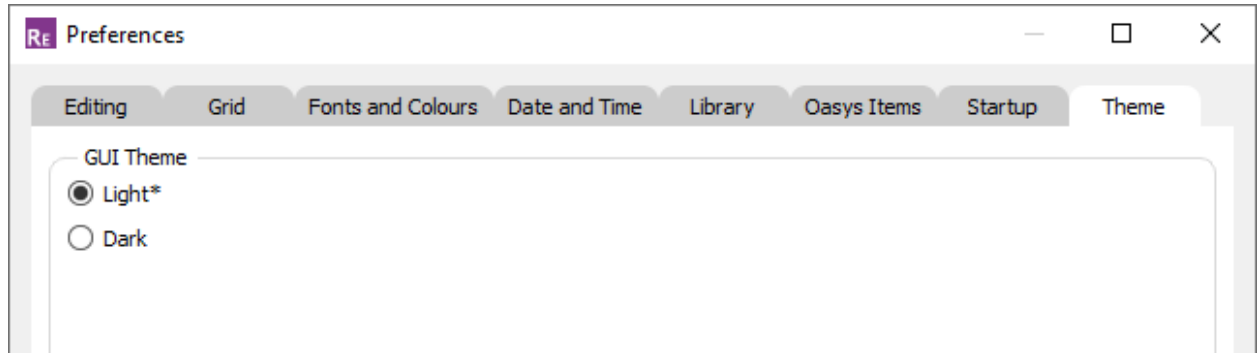 RE Preferences
Editing Grid Fonts and Colours Date and Time Library Oasys Items Startup Theme
GUI Theme
Light*
Dark